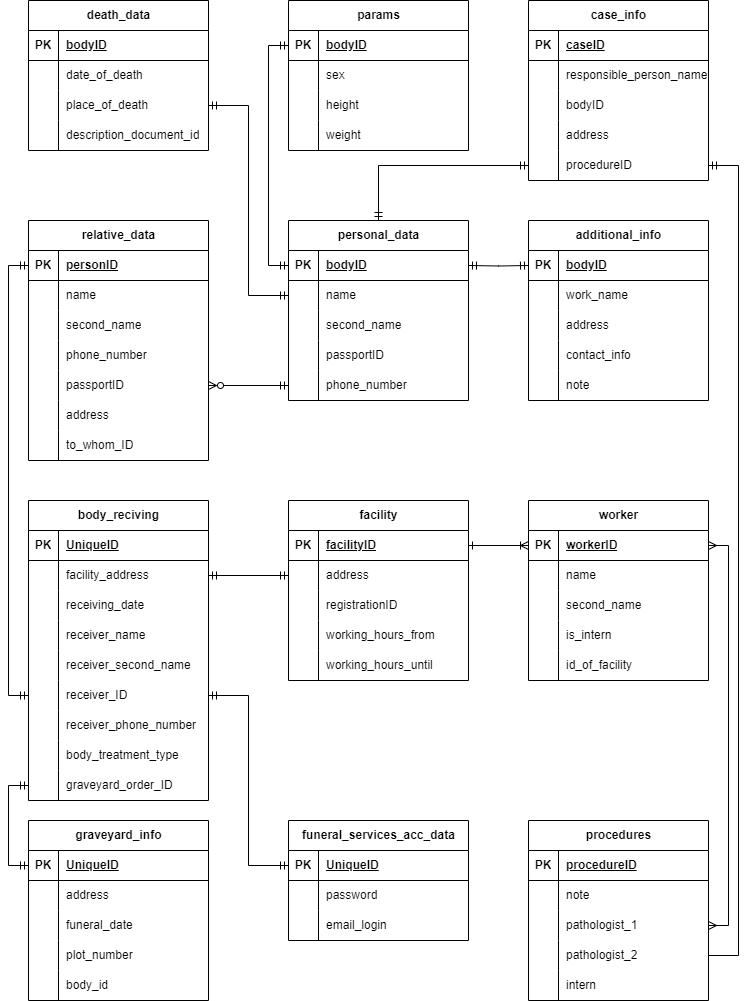 death_data
PK bodyID
date_of_death
place_of_death
description_document_id
params
PK bodyID
sex
height
weight
case_info
PK caseID
responsible_person_name
bodyID
address
procedureID
relative_data
PK personID
name
second_name
phone_number
passportID
address
to_whom_ID
personal_data
PK bodyID
name
second_name
passportID
phone_number
additional_info
PK bodyID
work_name
address
contact_info
note
body_reciving
PK UniqueID
facility_address
receiving_date
receiver_name
receiver_second_name
receiver_ID
receiver_phone_number
body_treatment_type
graveyard_order_ID
facility
PK facilityID
address
registrationID
working_hours_from
working_hours_until
worker
PK workerID
name
second_name
is_intern
id_of_facility
graveyard_info
PK UniqueID
address
funeral_date
plot_number
body_id
funeral_services_acc_data
PK UniqueID
password
email_login
procedures
PK procedureID
note
pathologist_1
pathologist_2
intern